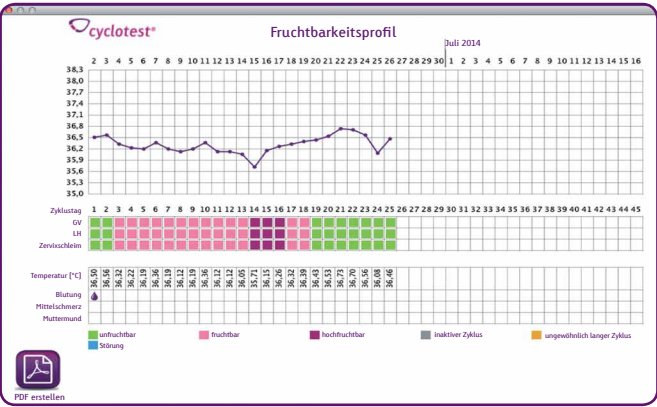 cyclotest®
Fruchtbarkeitsprofil
Juli 2014
2 3 4 5 6 7 8 9 10 11 12 13 14 15 16 17 18 19 20 21 22 23 24 25 26 27 28 29 30 1 2 3 4 5 6 7 8 9 10 11 12 13 14 15 16
38,3
38,0
37,7
37,4
37,1
36,8
36,5
36,2
35,9
35,6
35,3
35,0
Zyklustag 1 2 3 4 5 6 7 8 9 10 11 12 13 14 15 16 17 18 19 20 21 22 23 24 25 26 27 28 29 30 31 32 33 34 35 36 37 38 39 40 41 42 43 44 45
GV
LH
Zervixschleim
Temperatur [°C] 36,50 36,56 36,32 36,22 36,19 36,36 36,19 36,12 36,19 36,36 36,12 36,12 36,05 35,71 36,15 36,26 36,32 36,39 36,43 36,53 36,73 36,70 36,56 36,08 36,46
Blutung
Mittelschmerz
Muttermund
unfruchtbar fruchtbar hochfruchtbar inaktiver Zyklus ungewöhnlich langer Zyklus
Störung
PDF erstellen